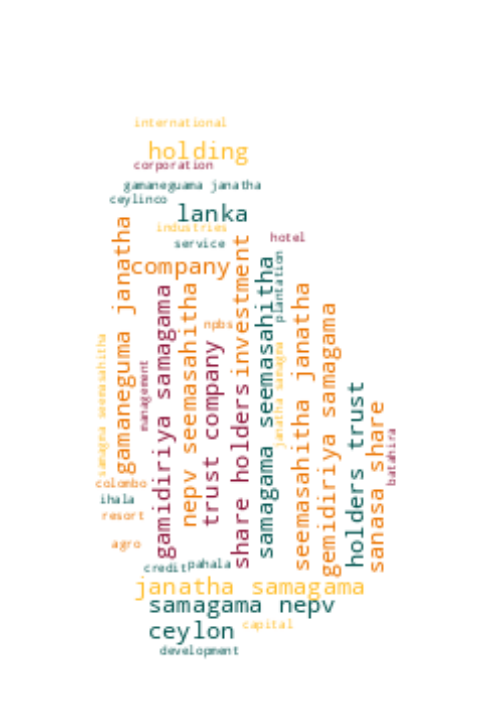 international
holding
corporation
gamaneguama janatha
ceylinco
lanka
industries
service
hotel
company
gamaneguma janatha
gamidiriya samagama
nepv seemasahitha
npbs
trust company
share holders
investment
samagama seemasahitha
plantation
janatha samagma
seemasahitha janatha
gemidiriya samagama
holders trust
sanasa share
batahira
samagma seemasahitha
management
colombo
ihala
resort
agro
credit
pahala
janatha samagama
samagama nepv
ceylon
capital
development